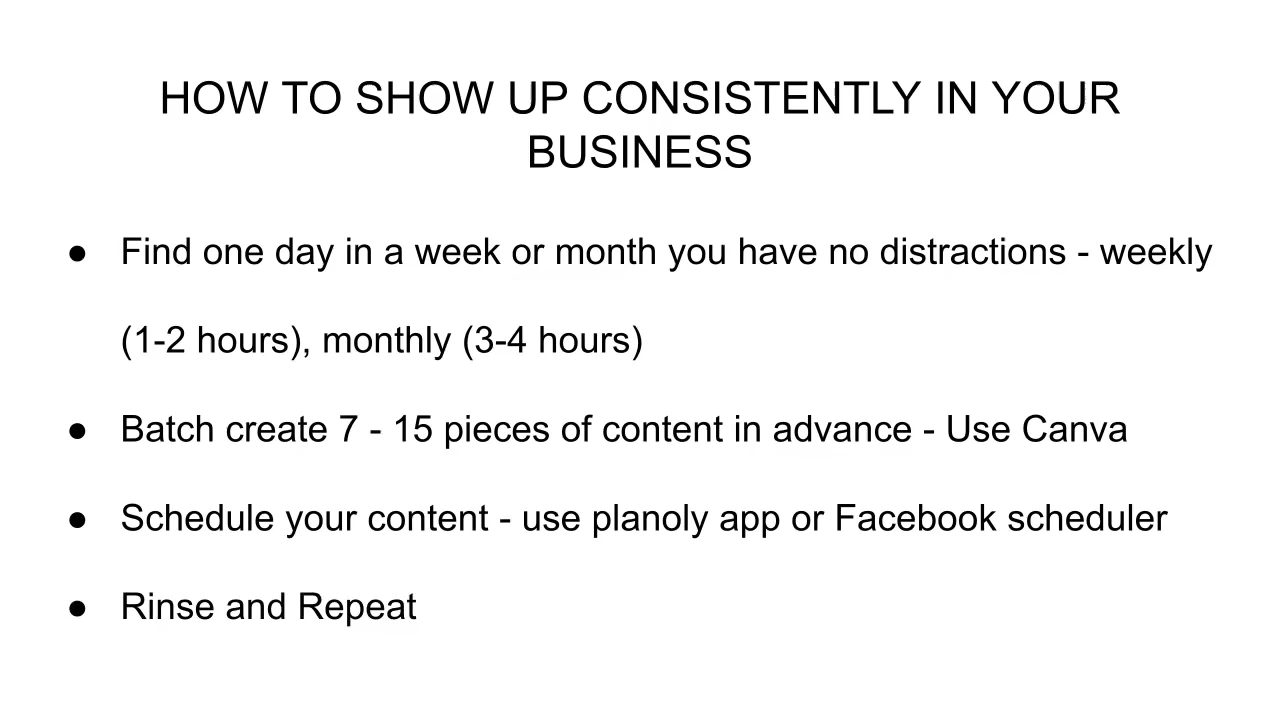 HOW TO SHOW UP CONSISTENTLY IN YOUR
BUSINESS
● Find one day in a week or month you have no distractions - weekly
(1-2 hours), monthly (3-4 hours)
● Batch create 7 - 15 pieces of content in advance - Use Canva
● Schedule your content - use planoly app or Facebook scheduler
● Rinse and Repeat